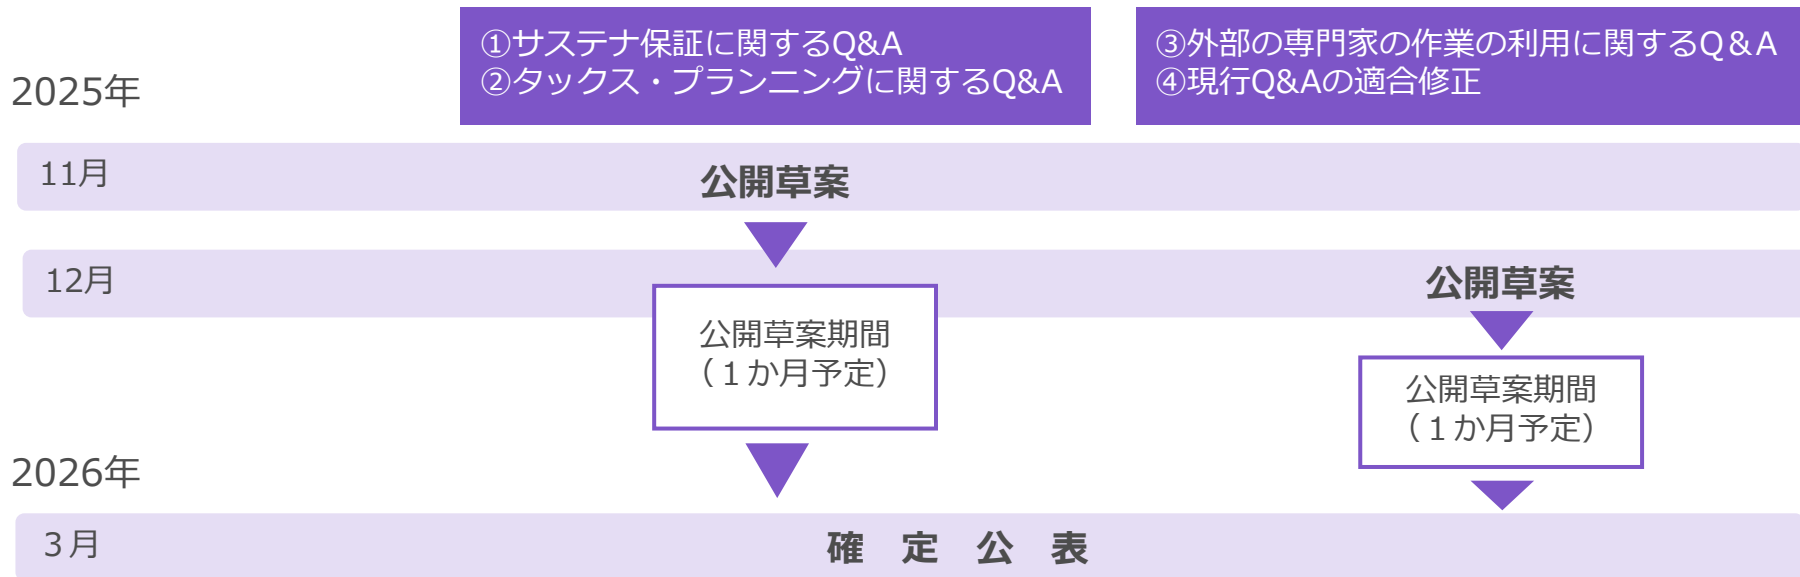 ①サステナ保証に関するQ&A
②タックス・プランニングに関するQ&A
③外部の専門家の作業の利用に関するQ＆A
④現行Q&Aの適合修正
2025年
11月
公開草案
12月
公開草案
公開草案期間
（１か月予定）
公開草案期間
（１か月予定）
2026年
３月
確　定　公　表